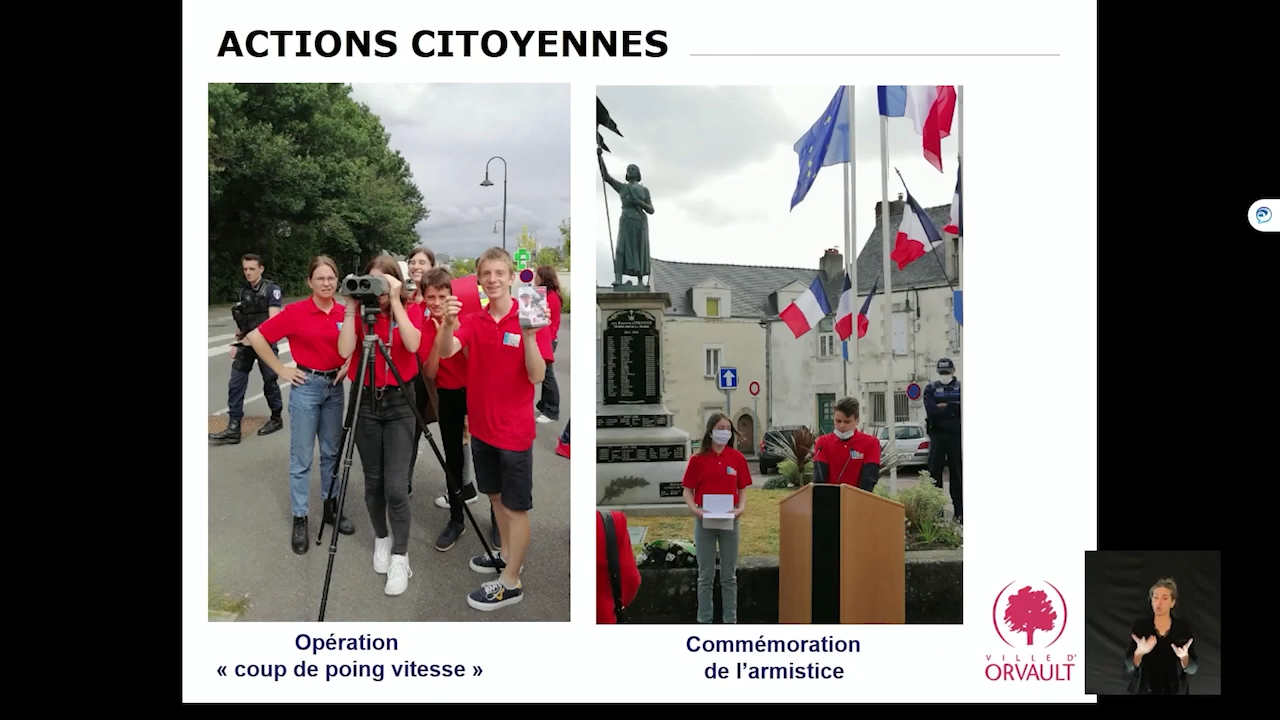 ACTIONS CITOYENNES
Opération
« coup de poing vitesse »
Commémoration
de l’armistice
VILLE D'
ORVAULT